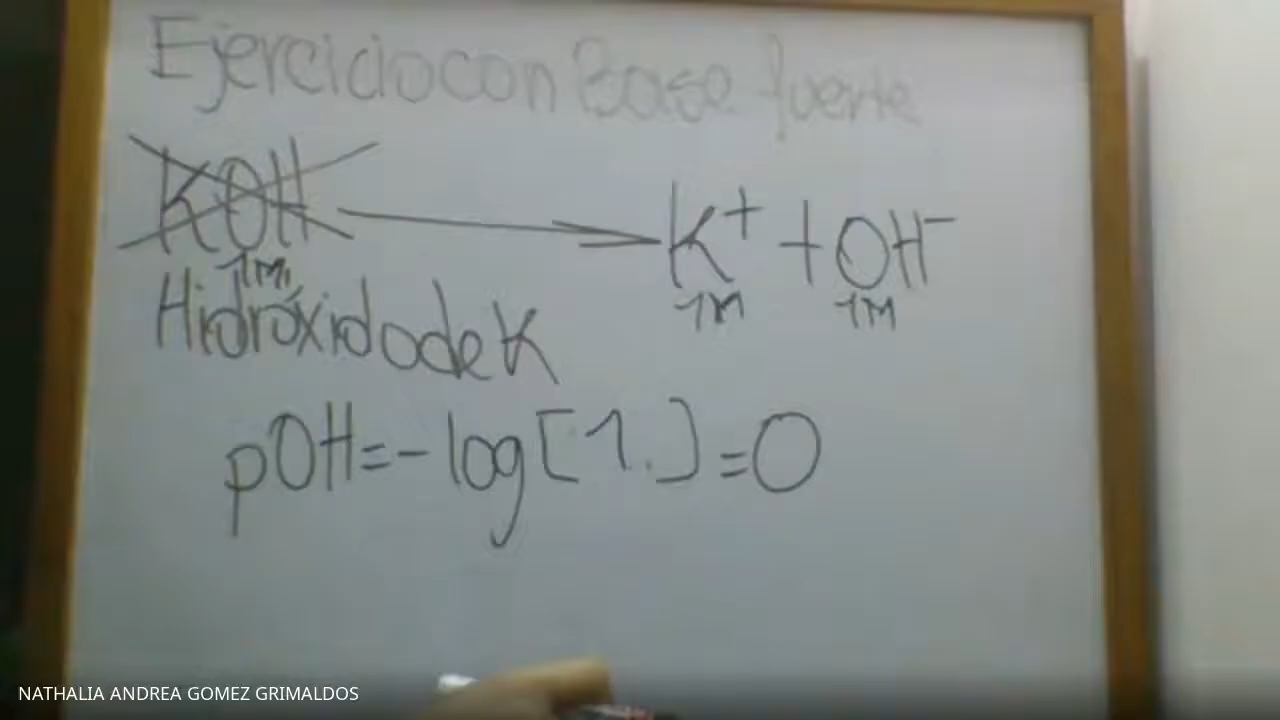 Ejercicio con Base fuerte
KOH → K⁺ + OH⁻
1M 1M 1M
Hidróxido de K
pOH = - log [1.] = 0
NATHALIA ANDREA GOMEZ GRIMALDOS